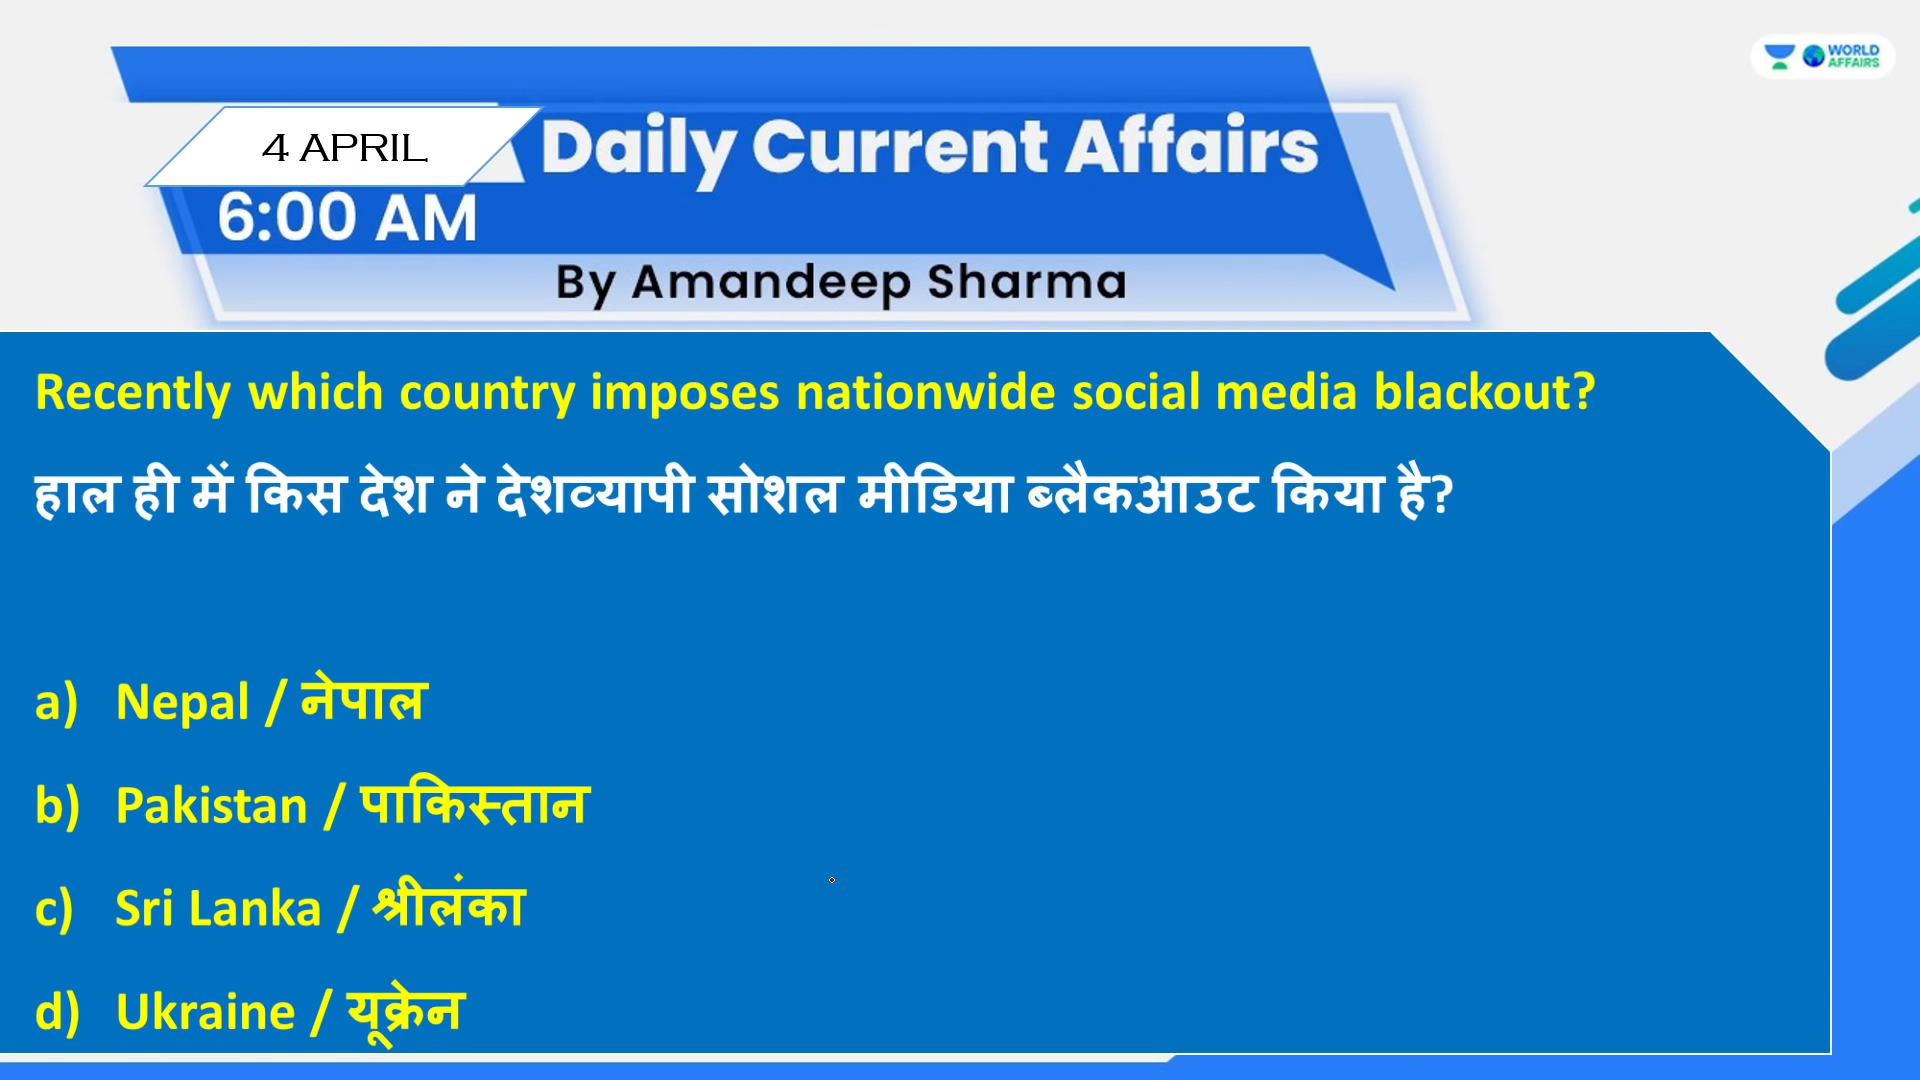 WORLD
AFFAIRS
4 APRIL
Daily Current Affairs
6:00 AM
By Amandeep Sharma
Recently which country imposes nationwide social media blackout?
हाल ही में किस देश ने देशव्यापी सोशल मीडिया ब्लैकआउट किया है?
a) Nepal / नेपाल
b) Pakistan / पाकिस्तान
c) Sri Lanka / श्रीलंका
d) Ukraine / यूक्रेन